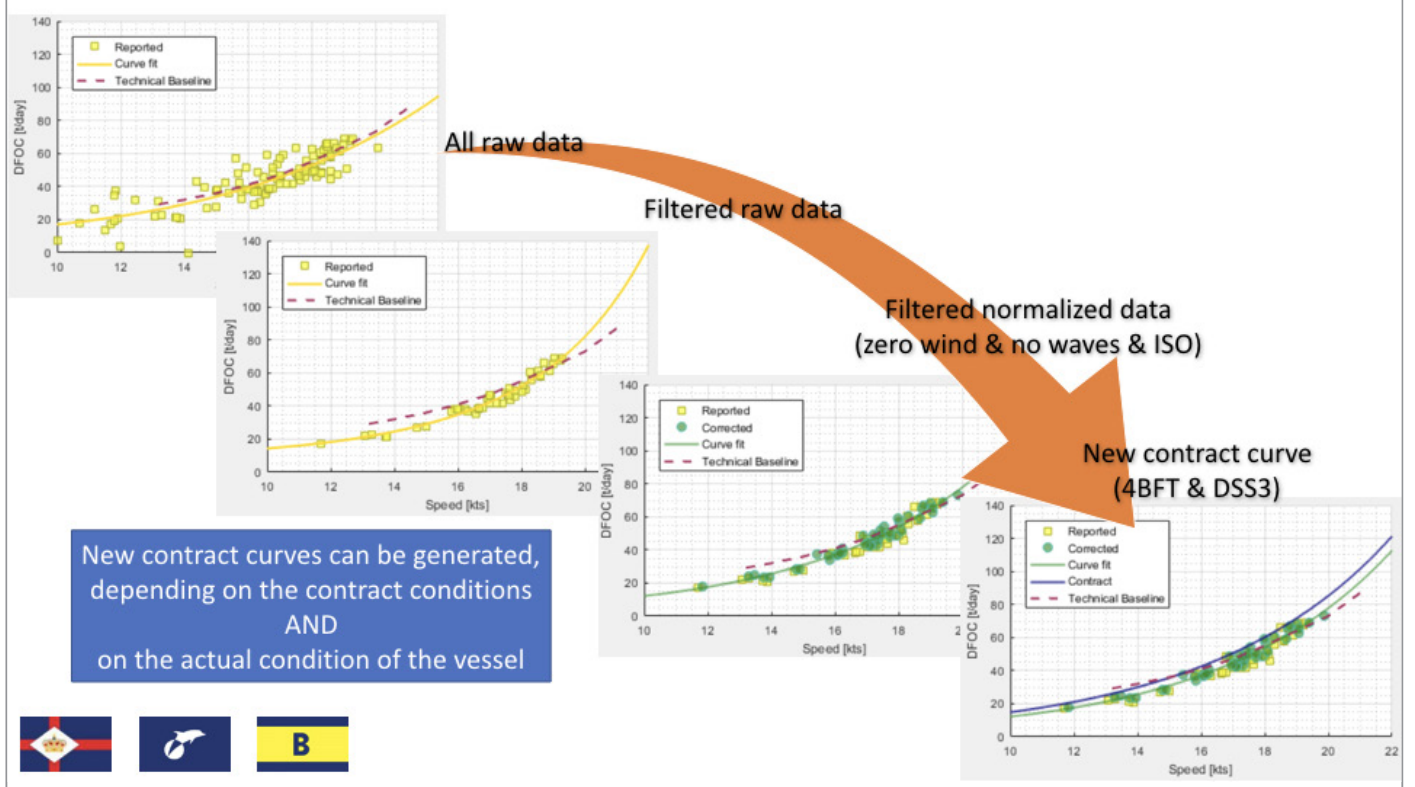 140
120
100
80
60
40
20
0
DFOC [t/day]
Reported
Curve fit
Technical Baseline
10 12 14
All raw data
Filtered raw data
Filtered normalized data
(zero wind & no waves & ISO)
New contract curve
(4BFT & DSS3)
140
120
100
80
60
40
20
0
DFOC [t/day]
Reported
Curve fit
Technical Baseline
10 12 14 16 18 20
Speed [kts]
140
120
100
80
60
40
20
0
DFOC [t/day]
Reported
Corrected
Curve fit
Technical Baseline
10 12 14 16 18 2
Speed [kts]
140
120
100
80
60
40
20
0
DFOC [t/day]
Reported
Corrected
Curve fit
Contract
Technical Baseline
10 12 14 16 18 20 22
Speed [kts]
New contract curves can be generated,
depending on the contract conditions
AND
on the actual condition of the vessel
B